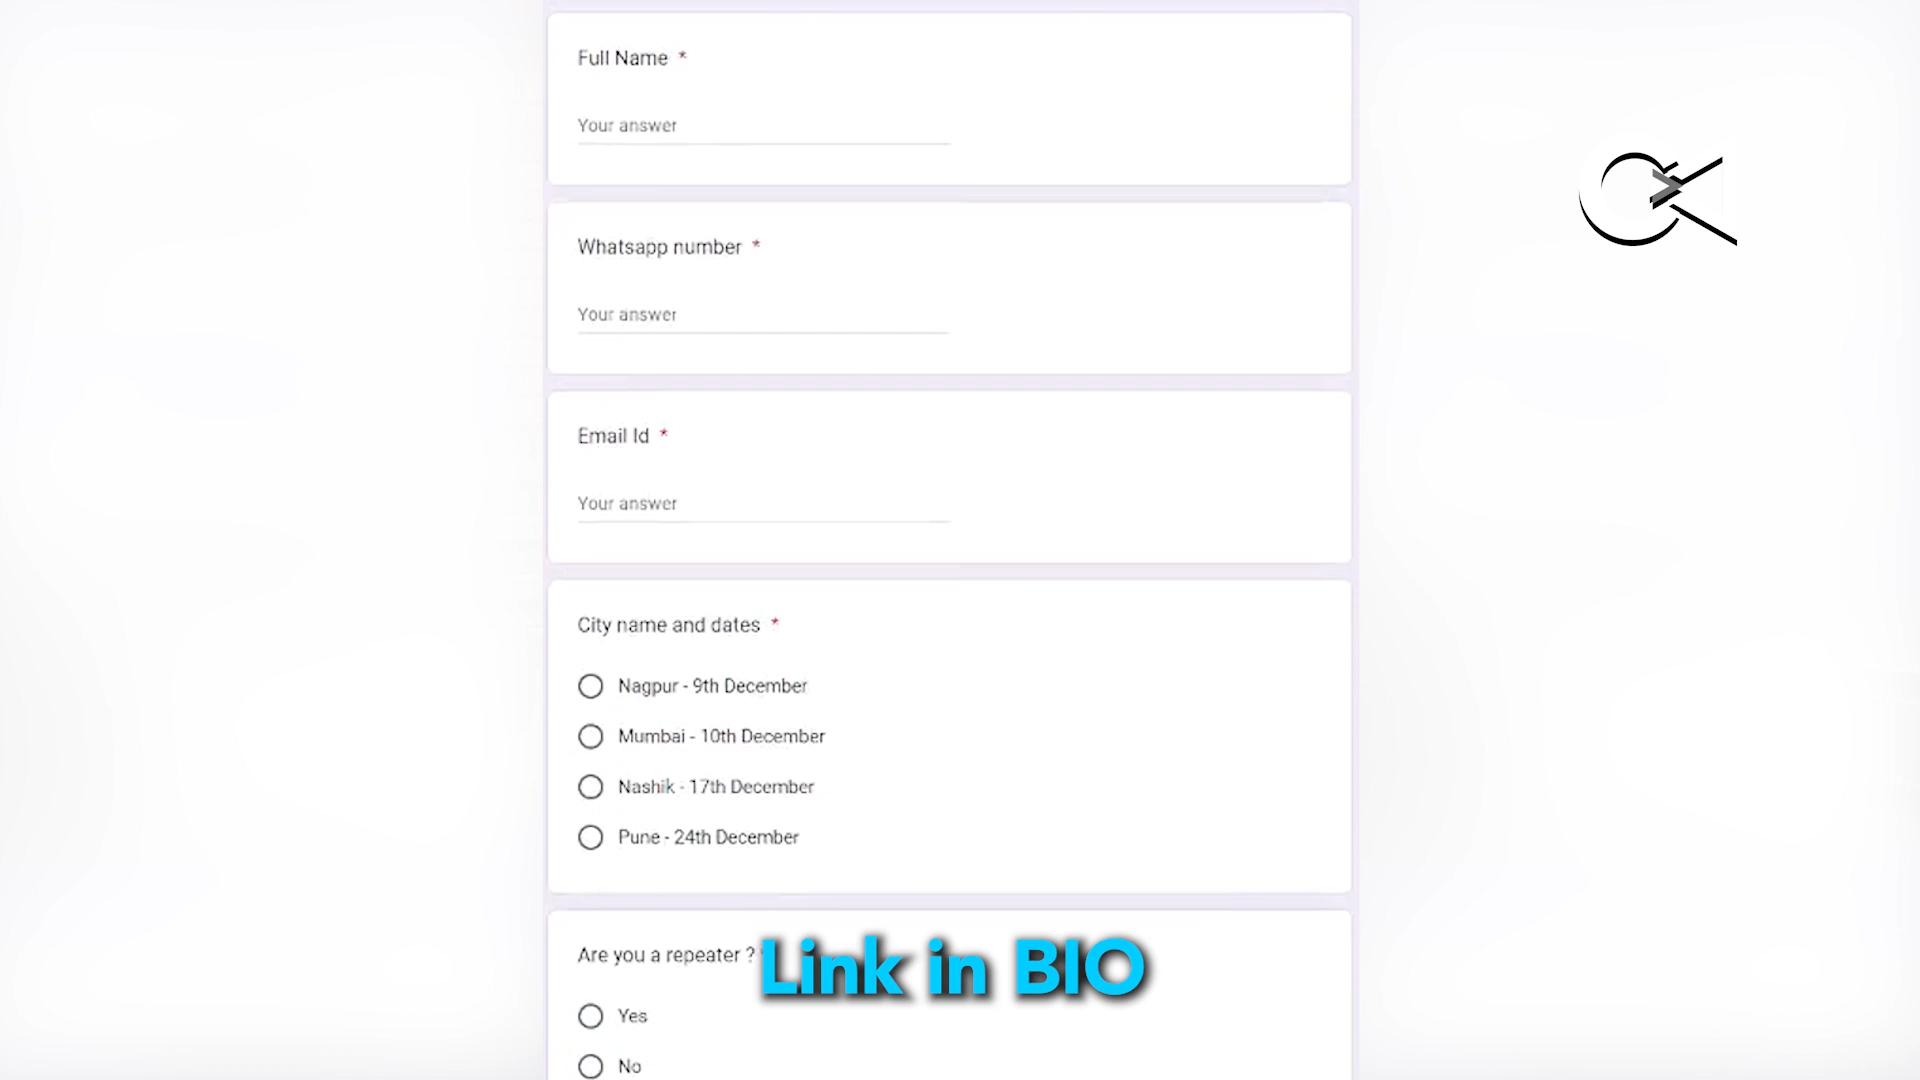 Full Name *
Your answer
Whatsapp number *
Your answer
Email Id *
Your answer
City name and dates *
Nagpur - 9th December
Mumbai - 10th December
Nashik - 17th December
Pune - 24th December
Are you a repeater ?
Link in BIO
Yes
No